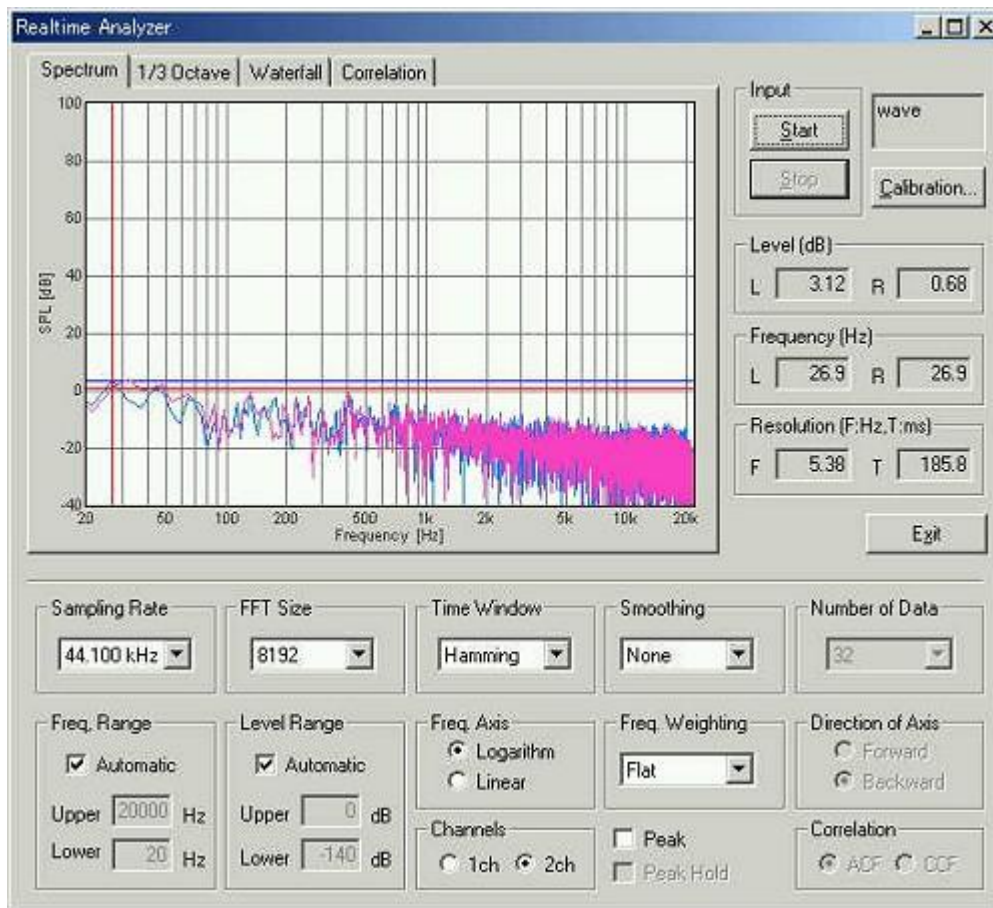 Realtime Analyzer
Spectrum 1/3 Octave Waterfall Correlation
100
80
60
40
20
0
-20
-40
SPL [dB]
20 50 100 200 500 1k 2k 5k 10k 20k
Frequency [Hz]
Input
Start
Stop
wave
Calibration...
Level (dB)
L 3.12 R 0.68
Frequency (Hz)
L 26.9 R 26.9
Resolution (F:Hz,T:ms)
F 5.38 T 185.8
Exit
Sampling Rate
44.100 kHz
FFT Size
8192
Time Window
Hamming
Smoothing
None
Number of Data
32
Freq. Range
Automatic
Upper 20000 Hz
Lower 20 Hz
Level Range
Automatic
Upper 0 dB
Lower -140 dB
Freq. Axis
Logarithm
Linear
Channels
1ch 2ch
Freq. Weighting
Flat
Peak
Peak Hold
Direction of Axis
Forward
Backward
Correlation
ACF CCF